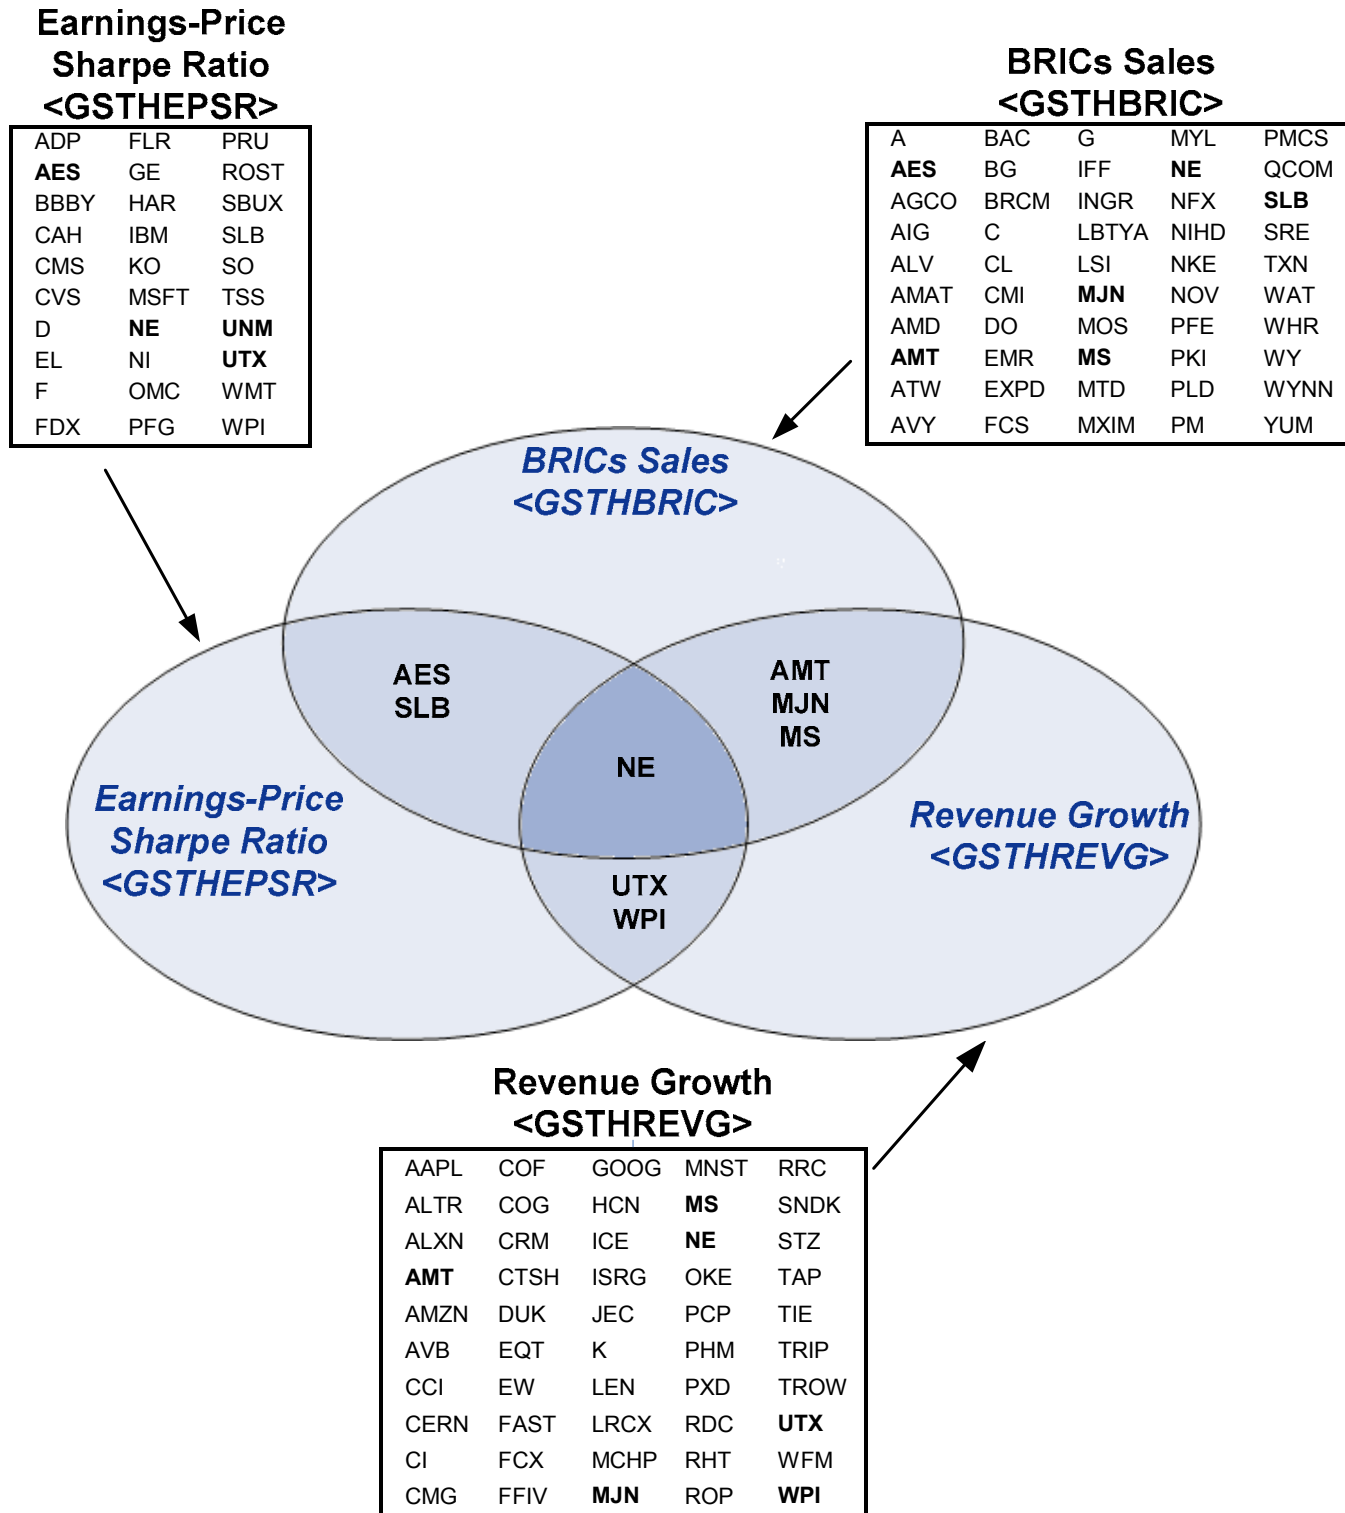 Earnings-Price
Sharpe Ratio
<GSTHEPSR>
ADP FLR PRU
AES GE ROST
BBBY HAR SBUX
CAH IBM SLB
CMS KO SO
CVS MSFT TSS
D NE UNM
EL NI UTX
F OMC WMT
FDX PFG WPI
BRICs Sales
<GSTHBRIC>
A BAC G MYL PMCS
AES BG IFF NE QCOM
AGCO BRCM INGR NFX SLB
AIG C LBTYA NIHD SRE
ALV CL LSI NKE TXN
AMAT CMI MJN NOV WAT
AMD DO MOS PFE WHR
AMT EMR MS PKI WY
ATW EXPD MTD PLD WYNN
AVY FCS MXIM PM YUM
BRICs Sales
<GSTHBRIC>
AES
SLB
AMT
MJN
MS
NE
Earnings-Price
Sharpe Ratio
<GSTHEPSR>
Revenue Growth
<GSTHREVG>
UTX
WPI
Revenue Growth
<GSTHREVG>
AAPL COF GOOG MNST RRC
ALTR COG HCN MS SNDK
ALXN CRM ICE NE STZ
AMT CTSH ISRG OKE TAP
AMZN DUK JEC PCP TIE
AVB EQT K PHM TRIP
CCI EW LEN PXD TROW
CERN FAST LRCX RDC UTX
CI FCX MCHP RHT WFM
CMG FFIV MJN ROP WPI